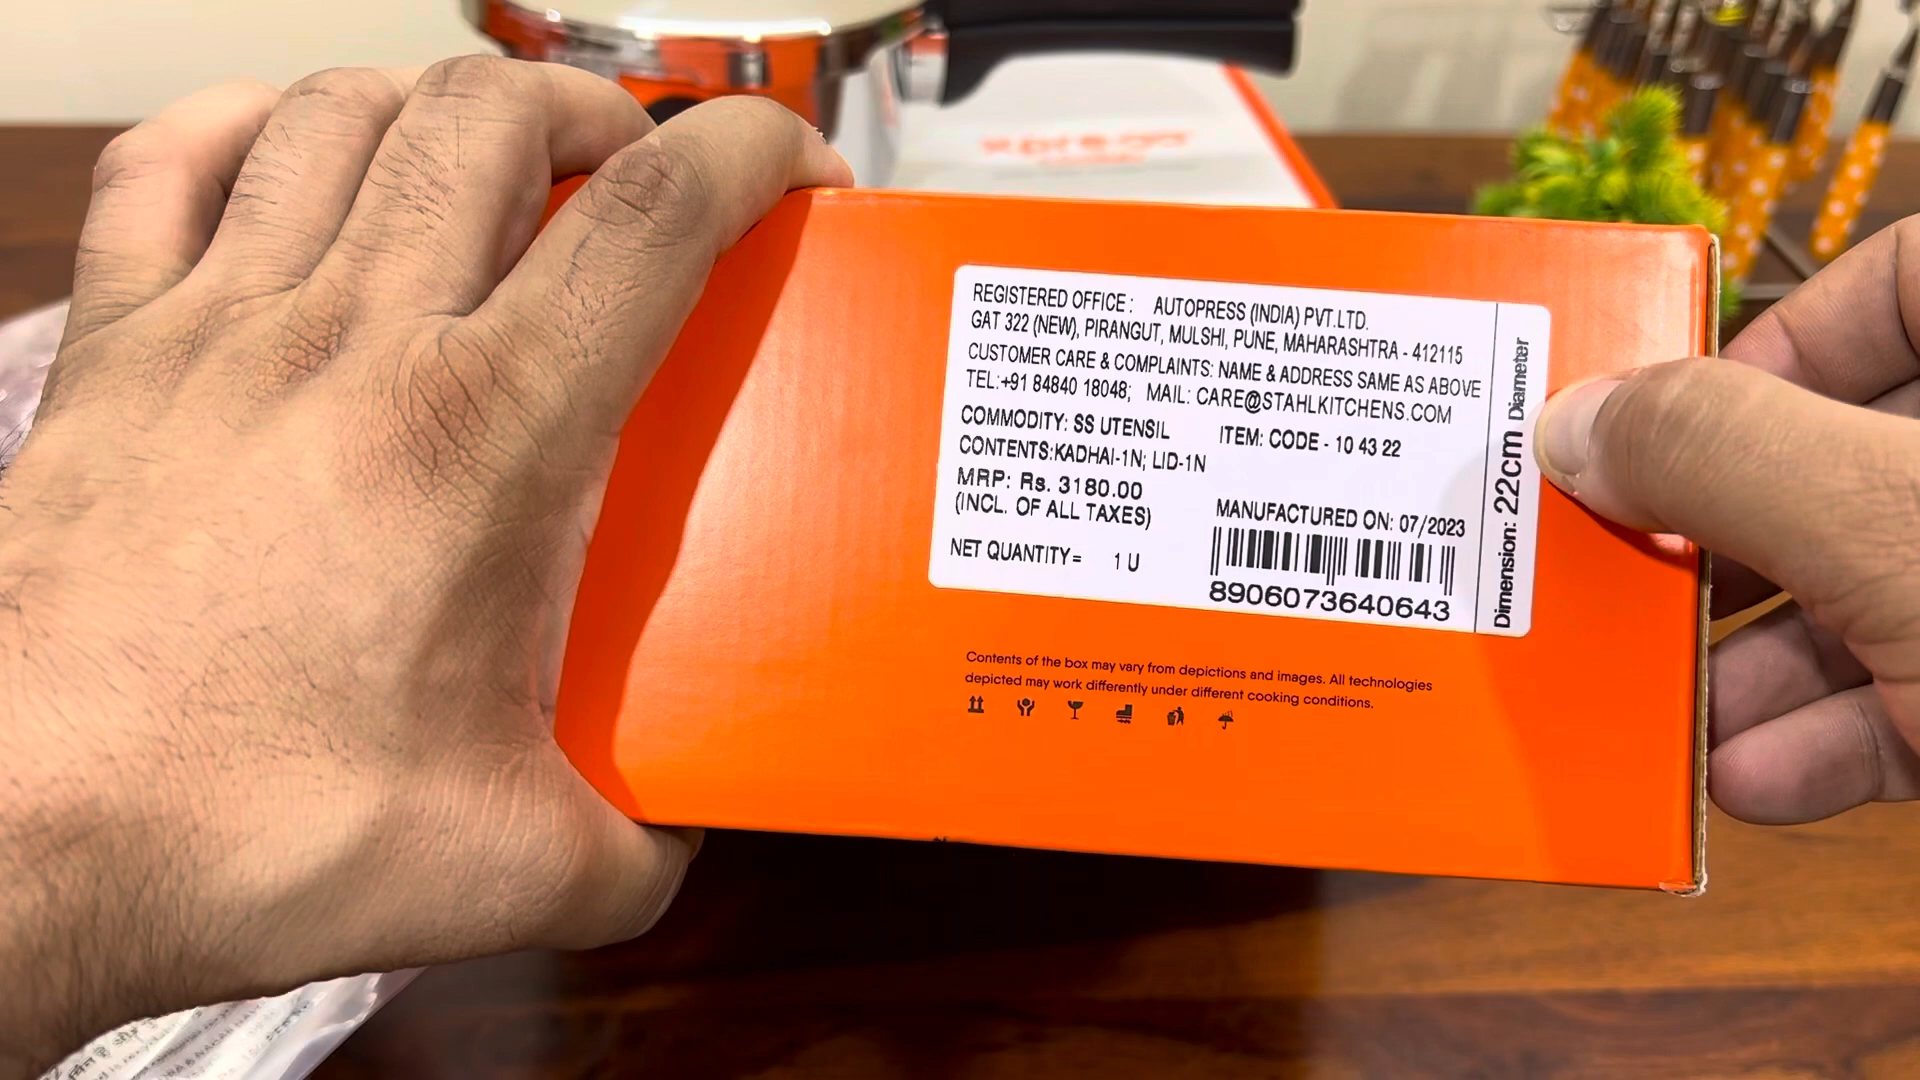 REGISTERED OFFICE : AUTOPRESS (INDIA) PVT.LTD.
GAT 322 (NEW), PIRANGUT, MULSHI, PUNE, MAHARASHTRA - 412115
CUSTOMER CARE & COMPLAINTS: NAME & ADDRESS SAME AS ABOVE
TEL:+91 84840 18048; MAIL: CARE@STAHLKITCHENS.COM
COMMODITY: SS UTENSIL ITEM: CODE - 10 43 22
CONTENTS:KADHAI-1N; LID-1N
MRP: Rs. 3180.00
(INCL. OF ALL TAXES)
MANUFACTURED ON: 07/2023
NET QUANTITY= 1 U
8906073640643
Dimension: 22cm Diameter
Contents of the box may vary from depictions and images. All technologies
depicted may work differently under different cooking conditions.